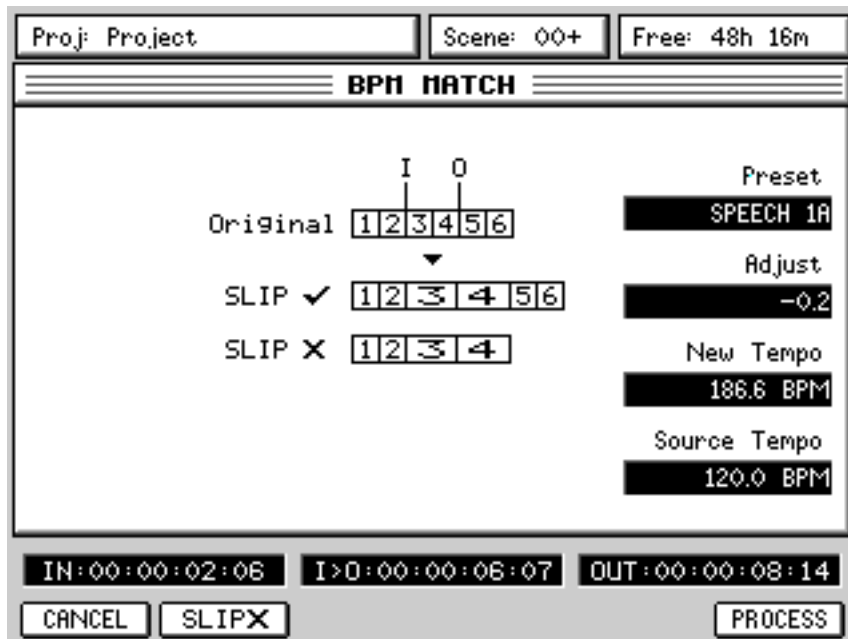 Proj: Project
Scene: 00+
Free: 48h 16m
BPM MATCH
I O
Preset
SPEECH 1A
Original 1 2 3 4 5 6
Adjust
-0.2
SLIP ✓ 1 2 3 4 5 6
SLIP X 1 2 3 4
New Tempo
186.6 BPM
Source Tempo
120.0 BPM
IN:00:00:02:06
I>O:00:00:06:07
OUT:00:00:08:14
CANCEL
SLIPX
PROCESS